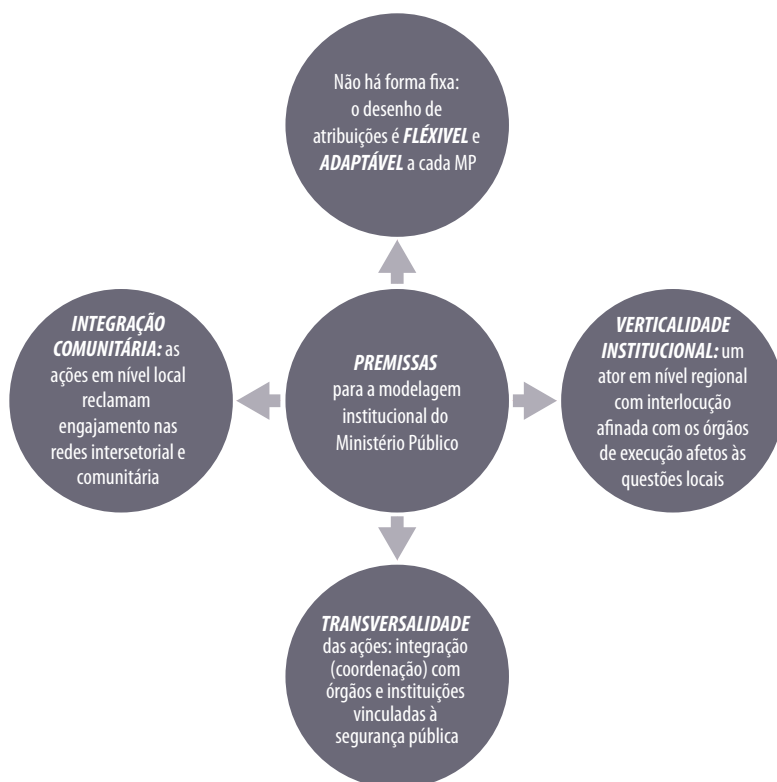 Não há forma fixa:
o desenho de
atribuições é FLÉXIVEL e
ADAPTÁVEL a cada MP
INTEGRAÇÃO
COMUNITÁRIA: as
ações em nível local
reclamam
engajamento nas
redes intersetorial e
comunitária
PREMISSAS
para a modelagem
institucional do
Ministério Público
VERTICALIDADE
INSTITUCIONAL: um
ator em nível regional
com interlocução
afinada com os órgãos
de execução afetos às
questões locais
TRANSVERSALIDADE
das ações: integração
(coordenação) com
órgãos e instituições
vinculadas à
segurança pública